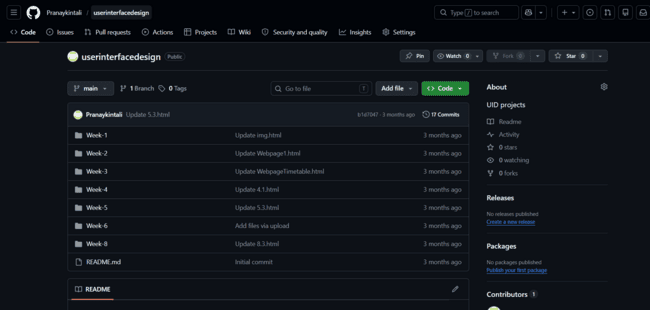 Pranaykintali / userinterfacedesign
Type / to search
Code Issues Pull requests Actions Projects Wiki Security and quality Insights Settings
userinterfacedesign Public
Pin Watch 0 Fork 0 Star 0
main 1 Branch 0 Tags Go to file Add file Code
Pranaykintali Update 5.3.html b1d7047 · 3 months ago 17 Commits
Week-1 Update img.html 3 months ago
Week-2 Update Webpage1.html 3 months ago
Week-3 Update WebpageTimetable.html 3 months ago
Week-4 Update 4.1.html 3 months ago
Week-5 Update 5.3.html 3 months ago
Week-6 Add files via upload 3 months ago
Week-8 Update 8.3.html 3 months ago
README.md Initial commit 3 months ago
README
About
UID projects
Readme
Activity
0 stars
0 watching
0 forks
Releases
No releases published
Create a new release
Packages
No packages published
Publish your first package
Contributors 1